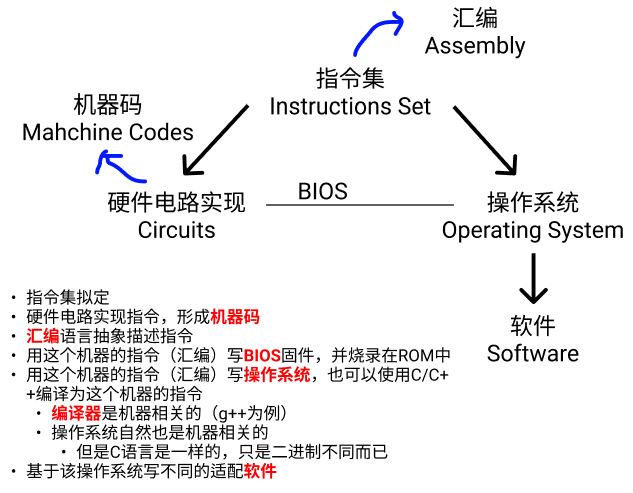 汇编
Assembly
指令集
Instructions Set
机器码
Mahchine Codes
硬件电路实现
Circuits
BIOS
操作系统
Operating System
软件
Software
• 指令集拟定
• 硬件电路实现指令，形成机器码
• 汇编语言抽象描述指令
• 用这个机器的指令（汇编）写BIOS固件，并烧录在ROM中
• 用这个机器的指令（汇编）写操作系统，也可以使用C/C+
+编译为这个机器的指令
• 编译器是机器相关的（g++为例）
• 操作系统自然也是机器相关的
• 但是C语言是一样的，只是二进制不同而已
• 基于该操作系统写不同的适配软件